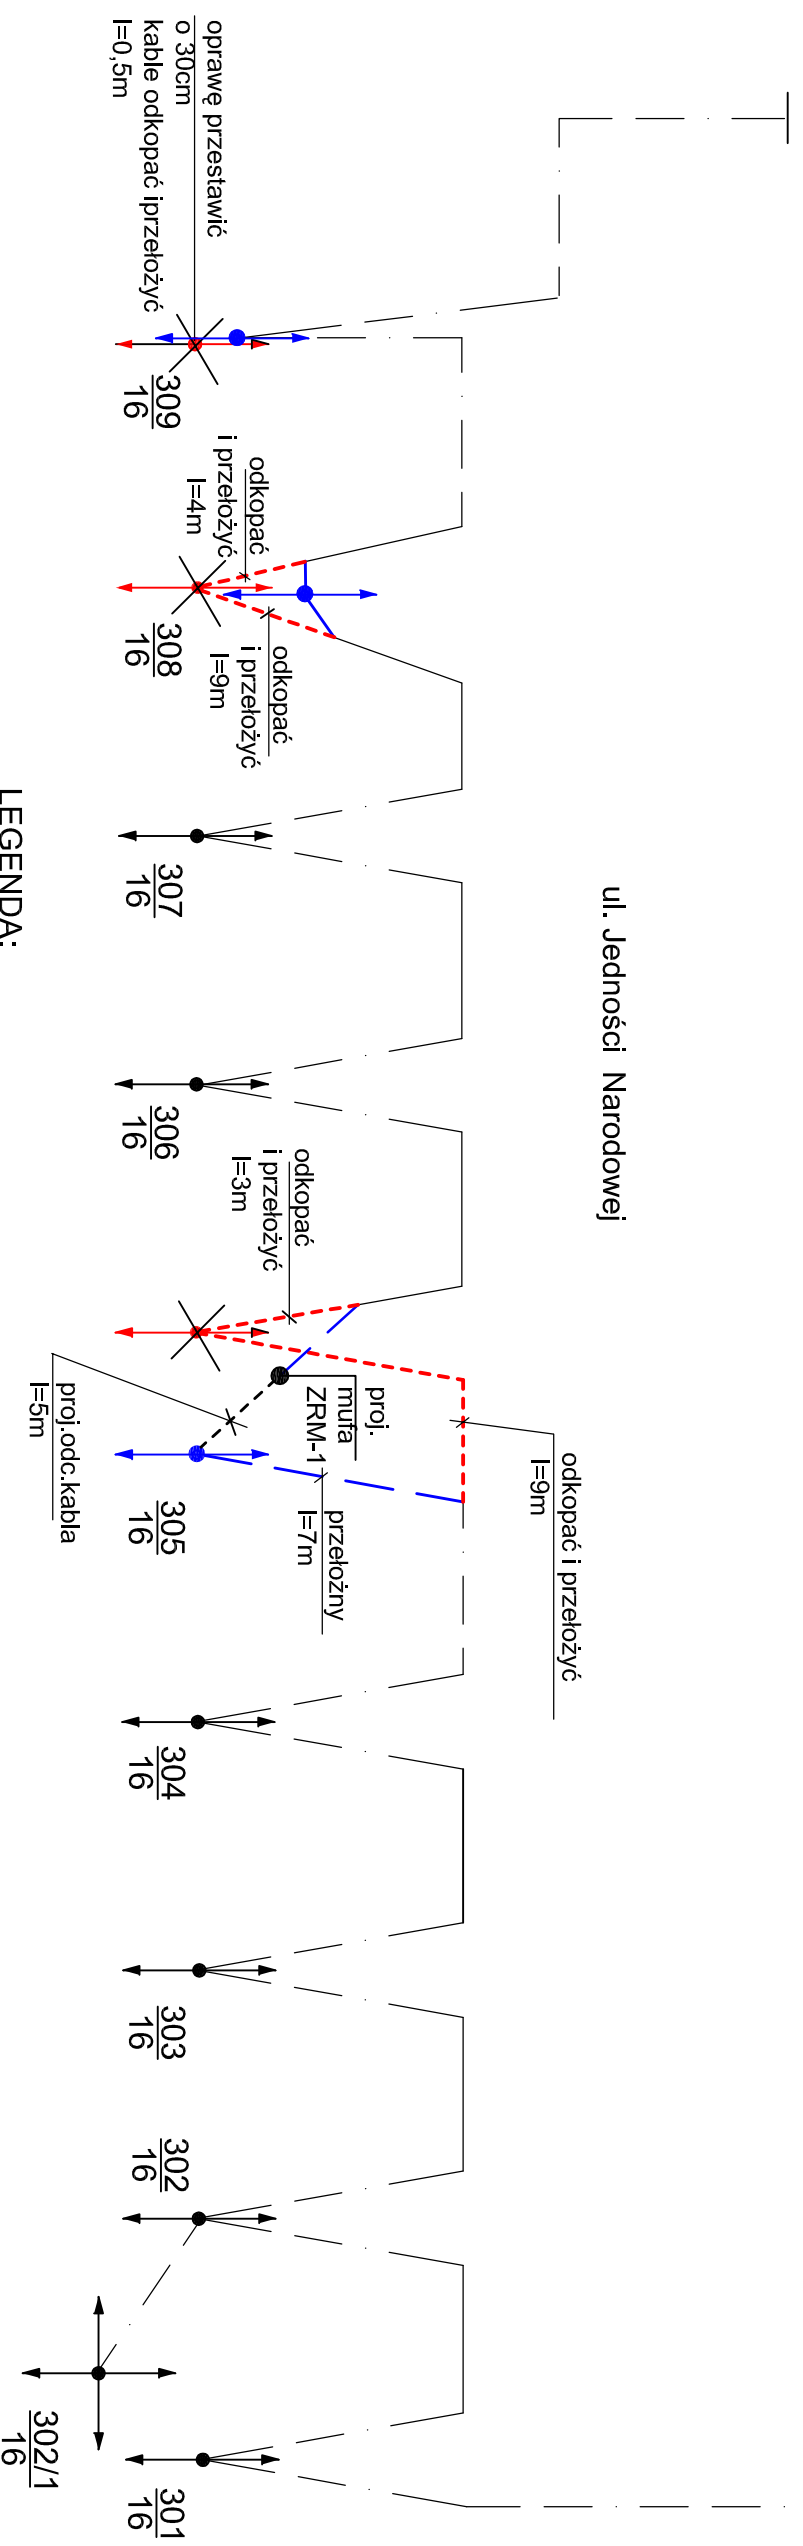 oprawę przestawić
o 30cm
kable odkopać iprzełożyć
l=0,5m
309
16
odkopać
i przełożyć
l=4m
308
16
odkopać
i przełożyć
l=9m
307
16
ul. Jedności Narodowej
LEGENDA:
306
16
odkopać
i przełożyć
l=3m
proj.
mufa
ZRM-1
proj.odc.kabla
l=5m
305
16
przełożny
l=7m
odkopać i przełożyć
l=9m
304
16
303
16
302
16
302/1
16
301
16